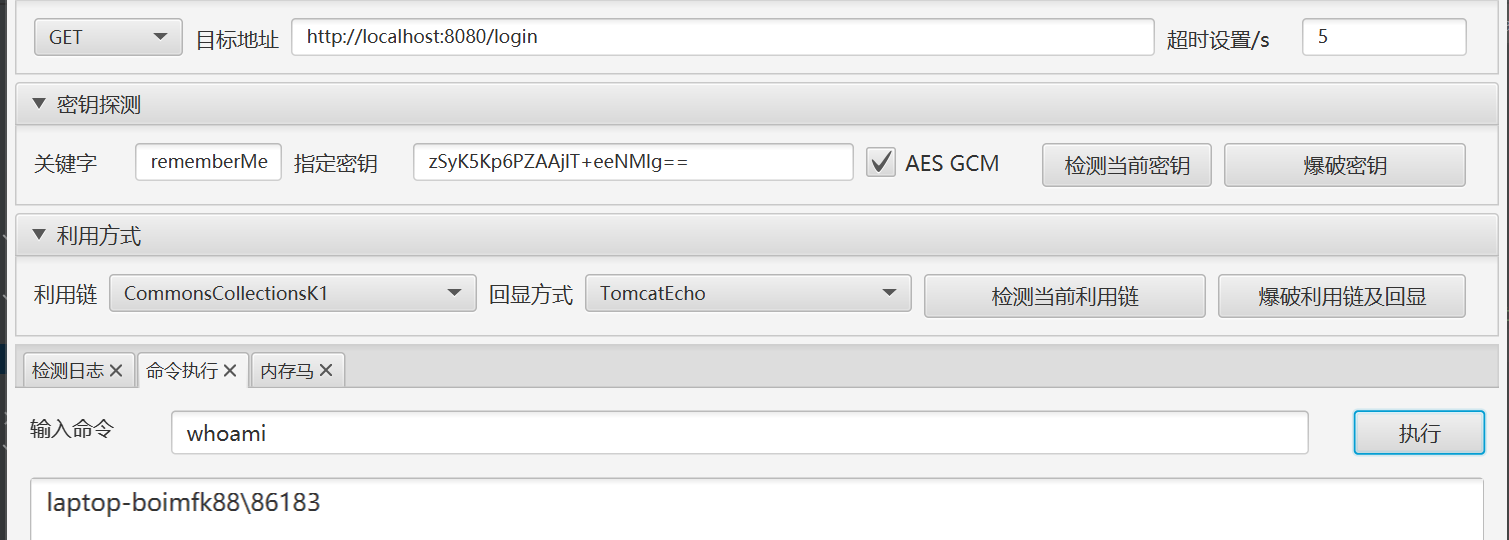 GET 目标地址 http://localhost:8080/login 超时设置/s 5
密钥探测
关键字 rememberMe 指定密钥 zSyK5Kp6PZAAjlT+eeNMlg== AES GCM 检测当前密钥 爆破密钥
利用方式
利用链 CommonsCollectionsK1 回显方式 TomcatEcho 检测当前利用链 爆破利用链及回显
检测日志 命令执行 内存马
输入命令 whoami 执行
laptop-boimfk88\86183